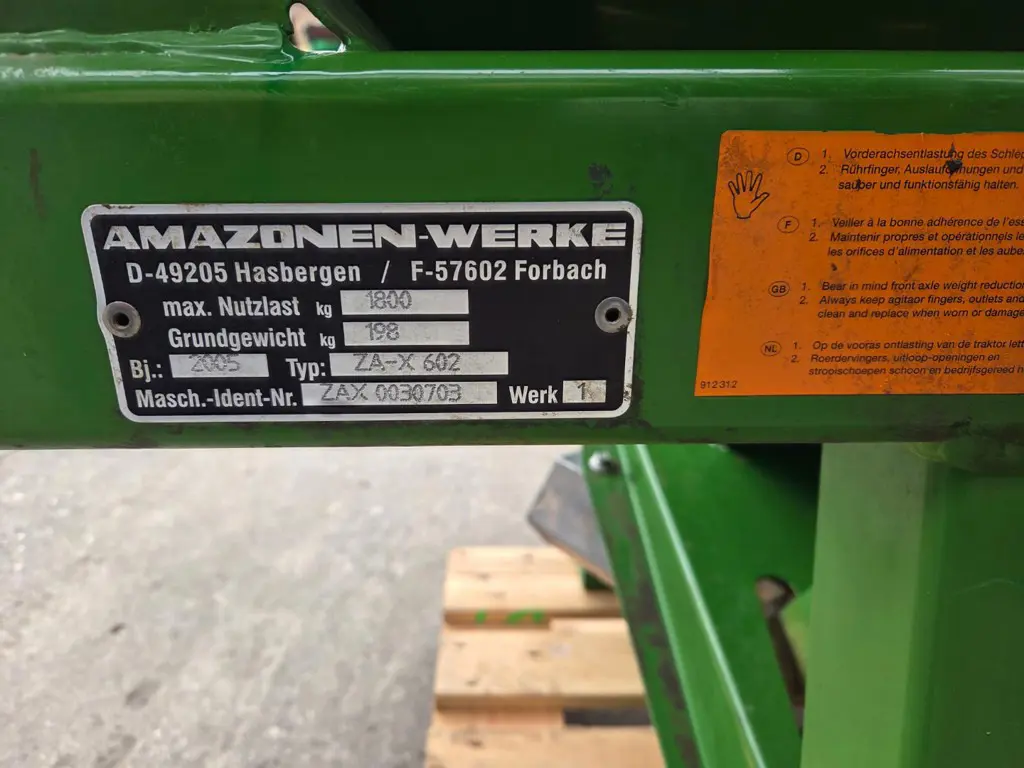 AMAZONEN-WERKE
D-49205 Hasbergen / F-57602 Forbach
max. Nutzlast kg 1800
Grundgewicht kg 198
Bj.: 2005 Typ: ZA-X 602
Masch.-Ident-Nr. ZAX 0030703 Werk 1
D 1. Vorderachsentlastung des Schlep
2. Rührfinger, Auslauföffnungen und
sauber und funktionsfähig halten.
F 1. Veiller à la bonne adhérence de l'ess
2. Maintenir propres et opérationnels le
les orifices d'alimentation et les aube
GB 1. Bear in mind front axle weight reduction
2. Always keep agitaor fingers, outlets and
clean and replace when worn or damage
NL 1. Op de vooras ontlasting van de traktor lett
2. Roerdervingers, uitloop-openingen en
strooischoepen schoon en bedrijfsgereed h
912312